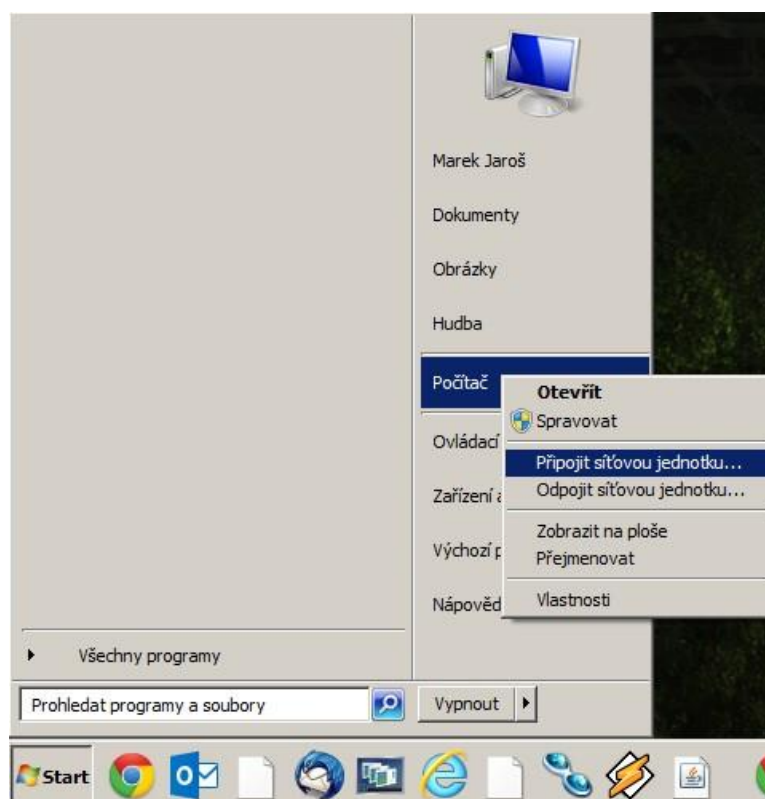 Marek Jaroš
Dokumenty
Obrázky
Hudba
Počítač
Otevřít
Spravovat
Ovládací
Připojit síťovou jednotku...
Odpojit síťovou jednotku...
Zařízení
Zobrazit na ploše
Výchozí
Přejmenovat
Nápověd
Vlastnosti
Všechny programy
Prohledat programy a soubory
Vypnout
Start